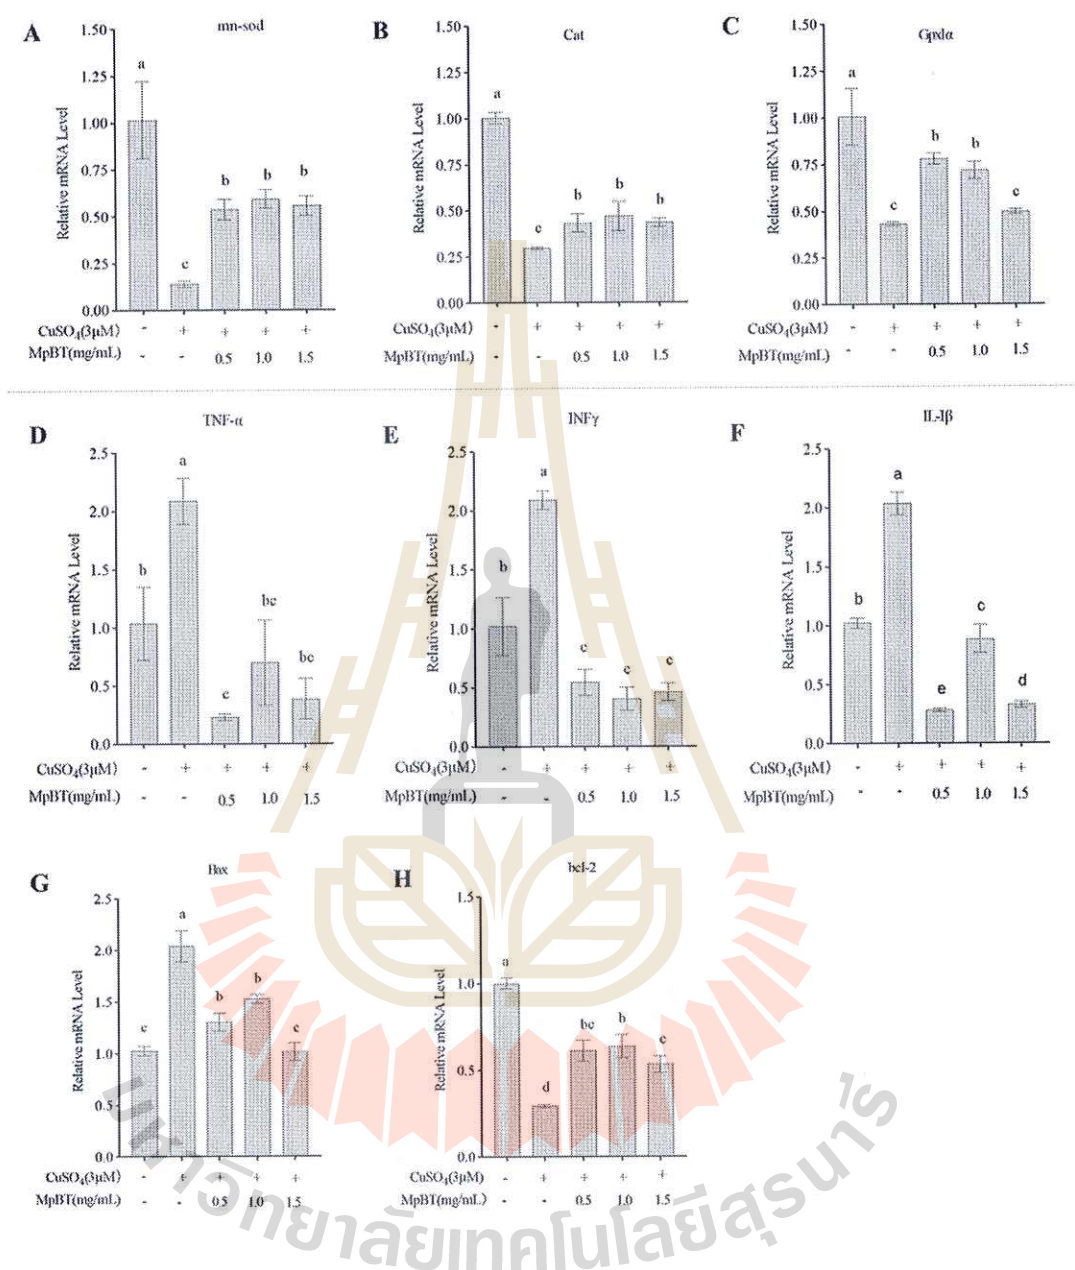 A
mn-sod
1.50
1.25
1.00
0.75
0.50
0.25
0.00
Relative mRNA Level
a
c
b
b
b
CuSO₄(3μM)
- + + + +
MpBT(mg/mL)
- - 0.5 1.0 1.5
B
Cat
1.50
1.25
1.00
0.75
0.50
0.25
0.00
Relative mRNA Level
a
c
b
b
b
CuSO₄(3μM)
- + + + +
MpBT(mg/mL)
- - 0.5 1.0 1.5
C
Gpxlα
1.50
1.25
1.00
0.75
0.50
0.25
0.00
Relative mRNA Level
a
c
b
b
c
CuSO₄(3μM)
- + + + +
MpBT(mg/mL)
- - 0.5 1.0 1.5
D
TNF-α
2.5
2.0
1.5
1.0
0.5
0.0
Relative mRNA Level
b
a
c
bc
bc
CuSO₄(3μM)
- + + + +
MpBT(mg/mL)
- - 0.5 1.0 1.5
E
INFγ
2.5
2.0
1.5
1.0
0.5
0.0
Relative mRNA Level
b
a
c
c
c
CuSO₄(3μM)
- + + + +
MpBT(mg/mL)
- - 0.5 1.0 1.5
F
IL-Iβ
2.5
2.0
1.5
1.0
0.5
0.0
Relative mRNA Level
b
a
e
c
d
CuSO₄(3μM)
- + + + +
MpBT(mg/mL)
- - 0.5 1.0 1.5
G
Bax
2.5
2.0
1.5
1.0
0.5
0.0
Relative mRNA Level
c
a
b
b
c
CuSO₄(3μM)
- + + + +
MpBT(mg/mL)
- - 0.5 1.0 1.5
H
bcl-2
1.5
1.0
0.5
0.0
Relative mRNA Level
a
d
bc
b
c
CuSO₄(3μM)
- + + + +
MpBT(mg/mL)
- - 0.5 1.0 1.5
มหาวิทยาลัยเทคโนโลยีสุรนารี